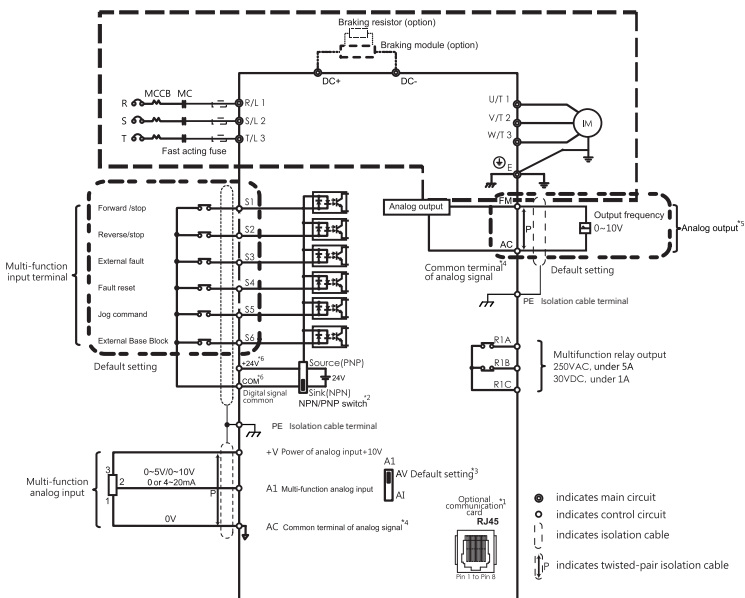 Braking resistor (option)
Braking module (option)
DC+
DC-
MCCB MC
R
R/L 1
S
S/L 2
T
T/L 3
Fast acting fuse
U/T 1
V/T 2
W/T 3
IM
E
Multi-function
input terminal
Forward /stop
S1
Reverse/stop
S2
External fault
S3
Fault reset
S4
Jog command
S5
External Base Block
S6
Default setting
+24V*6
COM*6
Digital signal
common
Source(PNP)
24V
Sink(NPN)
NPN/PNP switch*2
PE Isolation cable terminal
Analog output
FM
P
AC
Output frequency
0~10V
Analog output*5
Common terminal*4
of analog signal
Default setting
PE Isolation cable terminal
R1A
R1B
R1C
Multifunction relay output
250VAC, under 5A
30VDC, under 1A
Multi-function
analog input
3
2
1
0~5V/0~10V
0 or 4~20mA
0V
P
+V Power of analog input+10V
A1 Multi-function analog input
AC Common terminal of analog signal*4
A1
AV Default setting*3
AI
Optional*1
communication
card
RJ45
Pin 1 to Pin 8
indicates main circuit
indicates control circuit
indicates isolation cable
P indicates twisted-pair isolation cable